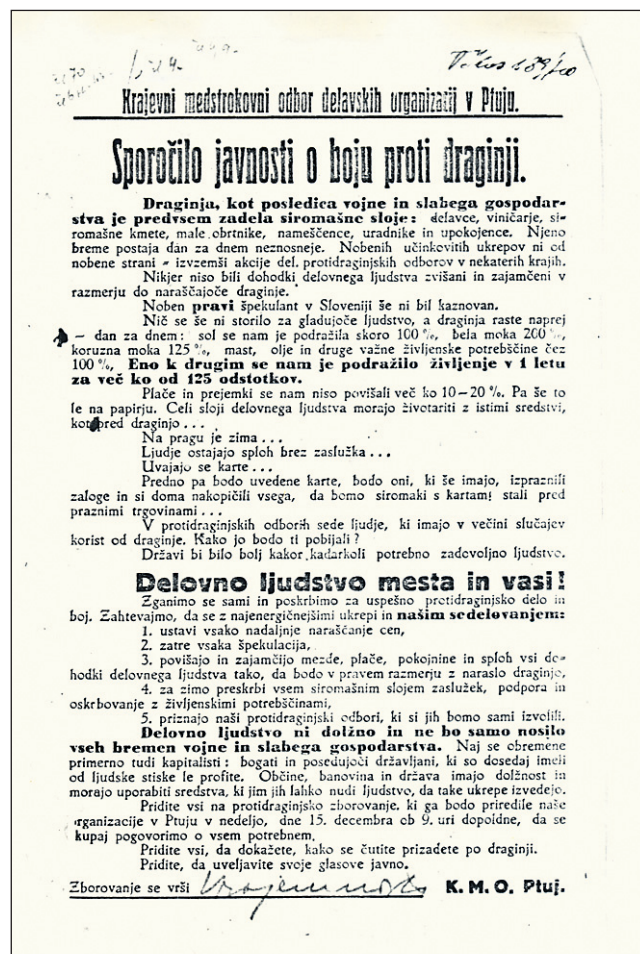 Krajevni medstrokovni odbor delavskih organizacij v Ptuju.
Sporočilo javnosti o boju proti draginji.
Draginja, kot posledica vojne in slabega gospodar-
stva je predvsem zadela siromašne sloje: delavce, viničarje, si-
romašne kmete, male obrtnike, nameščence, uradnike in upokojence. Njeno
breme postaja dan za dnem neznosneje. Nobenih učinkovitih ukrepov ni od
nobene strani - izvzemši akcije del. protidraginjskih odborov v nekaterih krajih.
Nikjer niso bili dohodki delovnega ljudstva zvišani in zajamčeni v
razmerju do naraščajoče draginje.
Noben pravi špekulant v Sloveniji še ni bil kaznovan.
Nič se še ni storilo za gladujoče ljudstvo, a draginja raste naprej
— dan za dnem: sol se nam je podražila skoro 100 %, bela moka 200 %,
koruzna moka 125 %, mast, olje in druge važne življenske potrebščine čez
100 %, Eno k drugim se nam je podražilo življenje v 1 letu
za več ko od 125 odstotkov.
Plače in prejemki se nam niso povišali več ko 10—20 %. Pa še to
le na papirju. Celi sloji delovnega ljudstva morajo životariti z istimi sredstvi,
kot pred draginjo ...
Na pragu je zima ...
Ljudje ostajajo sploh brez zaslužka ...
Uvajajo se karte ...
Predno pa bodo uvedene karte, bodo oni, ki še imajo, izpraznili
zaloge in si doma nakopičili vsega, da bomo siromaki s kartami stali pred
praznimi trgovinami ...
V protidraginjskih odborih sede ljudje, ki imajo v večini slučajev
korist od draginje. Kako jo bodo ti pobijali?
Državi bi bilo bolj kakor kadarkoli potrebno zadovoljno ljudstvo.
Delovno ljudstvo mesta in vasi!
Zganimo se sami in poskrbimo za uspešno protidraginjsko delo in
boj. Zahtevajmo, da se z najenergičnejšimi ukrepi in našim sodelovanjem:
1. ustavi vsako nadaljnje naraščanje cen,
2. zatre vsaka špekulacija,
3. povišajo in zajamčijo mezde, plače, pokojnine in sploh vsi do-
hodki delovnega ljudstva tako, da bodo v pravem razmerju z naraslo draginjo,
4. za zimo preskrbi vsem siromašnim slojem zaslužek, podpora in
oskrbovanje z življenskimi potrebščinami,
5. priznajo naši protidraginjski odbori, ki si jih bomo sami izvolili.
Delovno ljudstvo ni dolžno in ne bo samo nosilo
vseh bremen vojne in slabega gospodarstva. Naj se obremene
primerno tudi kapitalisti: bogati in posedujoči državljani, ki so dosedaj imeli
od ljudske stiske le profite. Občine, banovina in država imajo dolžnost in
morajo uporabiti sredstva, ki jim jih lahko nudi ljudstvo, da take ukrepe izvedejo.
Pridite vsi na protidraginjsko zborovanje, ki ga bodo priredile naše
organizacije v Ptuju v nedeljo, dne 15. decembra ob 9. uri dopoldne, da se
skupaj pogovorimo o vsem potrebnem.
Pridite vsi, da dokažete, kako se čutite prizadete po draginji.
Pridite, da uveljavite svoje glasove javno.
Zborovanje se vrši
K. M. O. Ptuj.